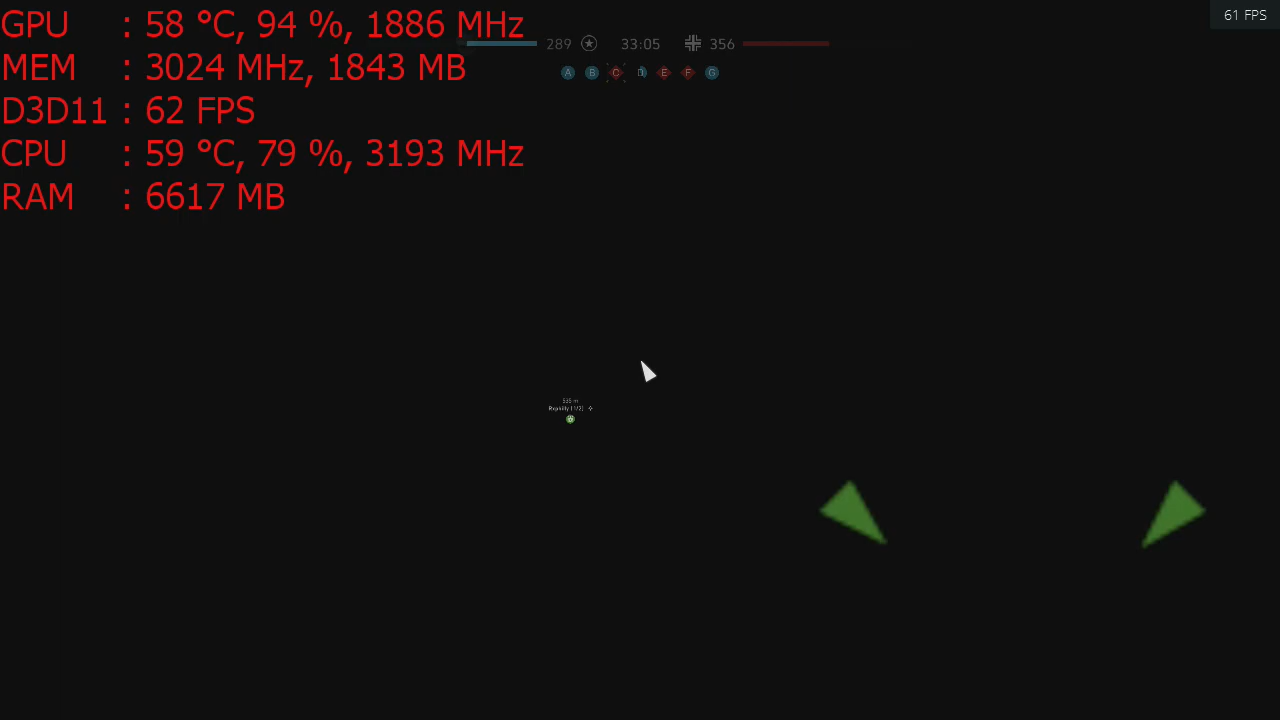 GPU : 58 °C, 94 %, 1886 MHz
MEM : 3024 MHz, 1843 MB
D3D11 : 62 FPS
CPU : 59 °C, 79 %, 3193 MHz
RAM : 6617 MB
61 FPS
289 33:05 356
A B C D E F G
535 m